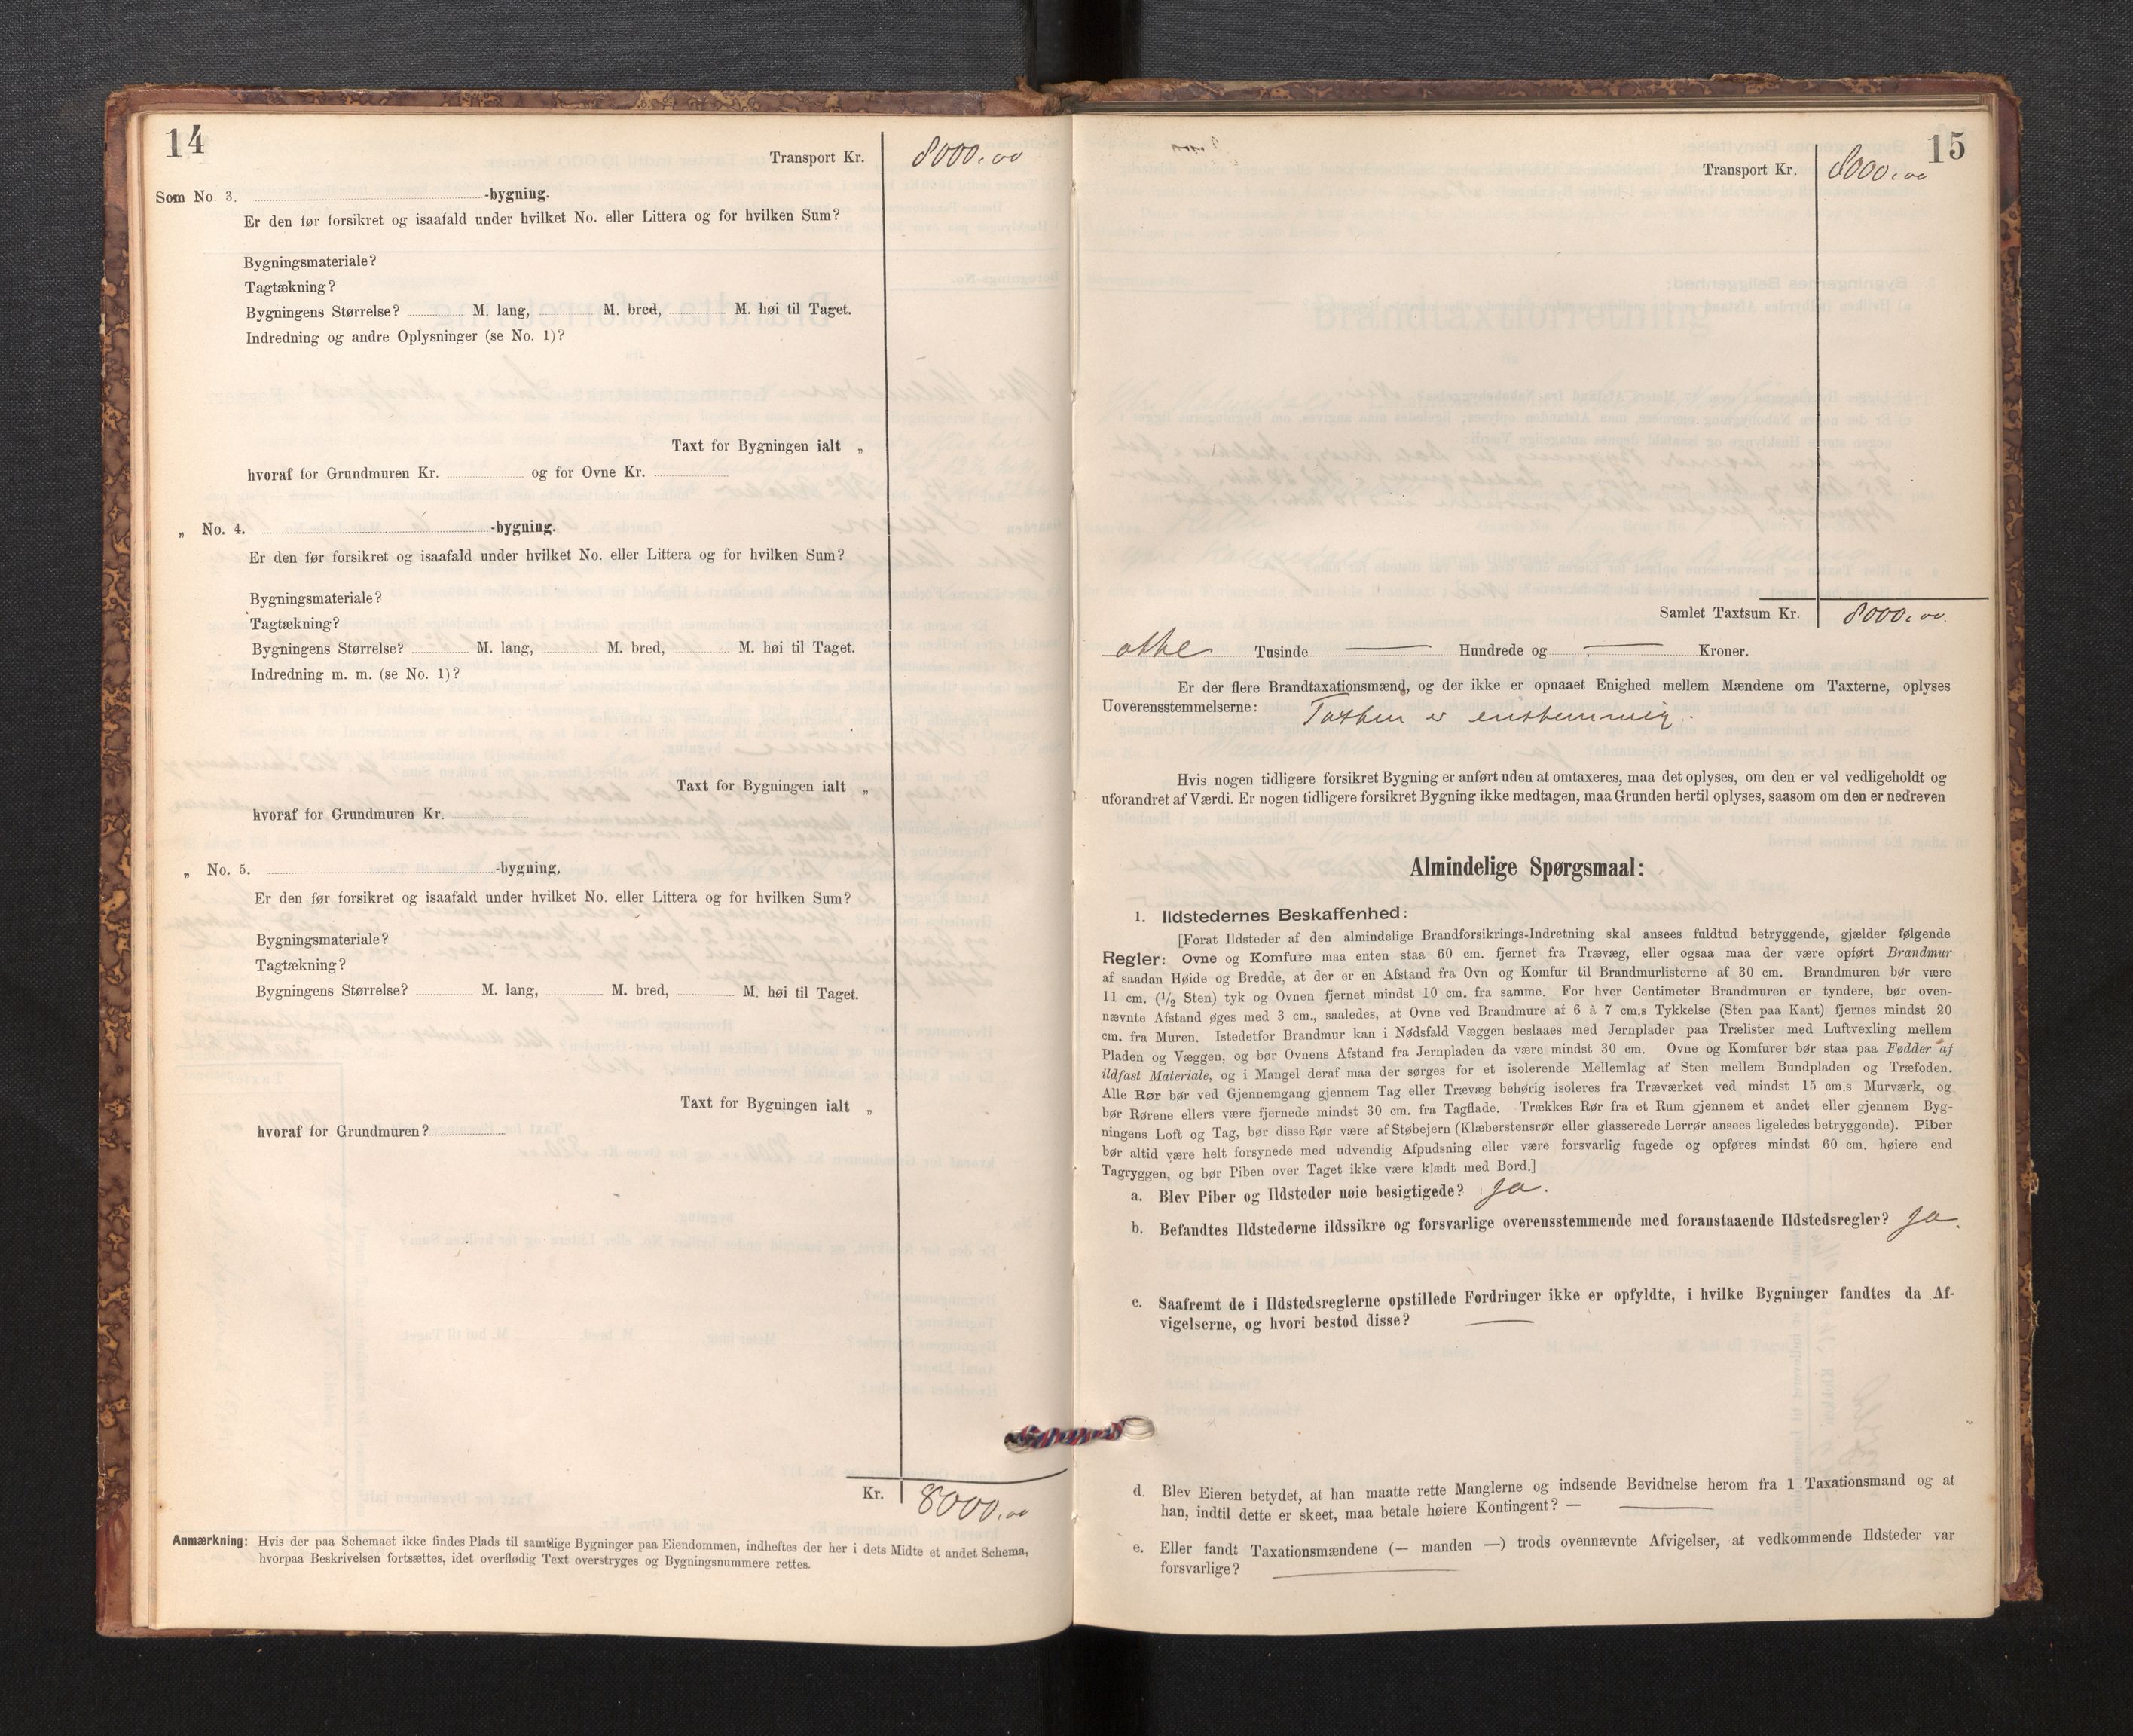 14
Transport Kr. 8000,00
Som No. 3. -bygning.
Er den før forsikret og isaafald under hvilket No. eller Littera og for hvilken Sum?
Bygningsmateriale?
Tagtækning?
Bygningens Størrelse? M. lang, M. bred, M. høi til Taget.
Indredning og andre Oplysninger (se No. 1)?
Taxt for Bygningen ialt „
hvoraf for Grundmuren Kr. og for Ovne Kr.
„ No. 4. -bygning.
Er den før forsikret og isaafald under hvilket No. eller Littera og for hvilken Sum?
Bygningsmateriale?
Tagtækning?
Bygningens Størrelse? M. lang, M. bred, M. høi til Taget.
Indredning m. m. (se No. 1)?
Taxt for Bygningen ialt „
hvoraf for Grundmuren Kr.
„ No. 5. -bygning.
Er den før forsikret og isaafald under hvilket No. eller Littera og for hvilken Sum?
Bygningsmateriale?
Tagtækning?
Bygningens Størrelse? M. lang, M. bred, M. høi til Taget.
Taxt for Bygningen ialt „
hvoraf for Grundmuren?
Kr. 8000,00
Anmærkning: Hvis der paa Schemaet ikke findes Plads til samtlige Bygninger paa Eiendommen, indheftes der her i dets Midte et andet Schema,
hvorpaa Beskrivelsen fortsættes, idet overflødig Text overstryges og Bygningsnummere rettes.
15
Transport Kr. 8000,00
Samlet Taxtsum Kr. 8000,00.
otte Tusinde — Hundrede og — Kroner.
Er der flere Brandtaxationsmænd, og der ikke er opnaaet Enighed mellem Mændene om Taxterne, oplyses
Uoverensstemmelserne: Taxten er enstemmig.
Hvis nogen tidligere forsikret Bygning er anført uden at omtaxeres, maa det oplyses, om den er vel vedligeholdt og
uforandret af Værdi. Er nogen tidligere forsikret Bygning ikke medtagen, maa Grunden hertil oplyses, saasom om den er nedreven
Almindelige Spørgsmaal:
1. Ildstedernes Beskaffenhed:
[Forat Ildsteder af den almindelige Brandforsikrings-Indretning skal ansees fuldtud betryggende, gjælder følgende
Regler: Ovne og Komfure maa enten staa 60 cm. fjernet fra Trævæg, eller ogsaa maa der være opført Brandmur
af saadan Høide og Bredde, at der er en Afstand fra Ovn og Komfur til Brandmurlisterne af 30 cm. Brandmuren bør være
11 cm. (1/2 Sten) tyk og Ovnen fjernet mindst 10 cm. fra samme. For hver Centimeter Brandmuren er tyndere, bør oven-
nævnte Afstand øges med 3 cm., saaledes, at Ovne ved Brandmure af 6 à 7 cm.s Tykkelse (Sten paa Kant) fjernes mindst 20
cm. fra Muren. Istedetfor Brandmur kan i Nødsfald Væggen beslaaes med Jernplader paa Trælister med Luftvexling mellem
Pladen og Væggen, og bør Ovnens Afstand fra Jernpladen da være mindst 30 cm. Ovne og Komfurer bør staa paa Fødder af
ildfast Materiale, og i Mangel deraf maa der sørges for et isolerende Mellemlag af Sten mellem Bundpladen og Træfoden.
Alle Rør bør ved Gjennemgang gjennem Tag eller Trævæg behørig isoleres fra Træværket ved mindst 15 cm.s Murværk, og
bør Rørene ellers være fjernede mindst 30 cm. fra Tagflade. Trækkes Rør fra et Rum gjennem et andet eller gjennem Byg-
ningens Loft og Tag, bør disse Rør være af Støbejern (Klæberstensrør eller glasserede Lerrør ansees ligeledes betryggende). Piber
bør altid være helt forsynede med udvendig Afpudsning eller være forsvarlig fugede og opføres mindst 60 cm. høiere end
Tagryggen, og bør Piben over Taget ikke være klædt med Bord.]
a. Blev Piber og Ildsteder nøie besigtigede? Ja.
b. Befandtes Ildstederne ildssikre og forsvarlige overensstemmende med foranstaaende Ildstedsregler? Ja.
c. Saafremt de i Ildstedsreglerne opstillede Fordringer ikke er opfyldte, i hvilke Bygninger fandtes da Af-
vigelserne, og hvori bestod disse? —
d. Blev Eieren betydet, at han maatte rette Manglerne og indsende Bevidnelse herom fra 1 Taxationsmand og at
han, indtil dette er skeet, maa betale høiere Kontingent? — —
e. Eller fandt Taxationsmændene (— manden —) trods ovennævnte Afvigelser, at vedkommende Ildsteder var
forsvarlige? —